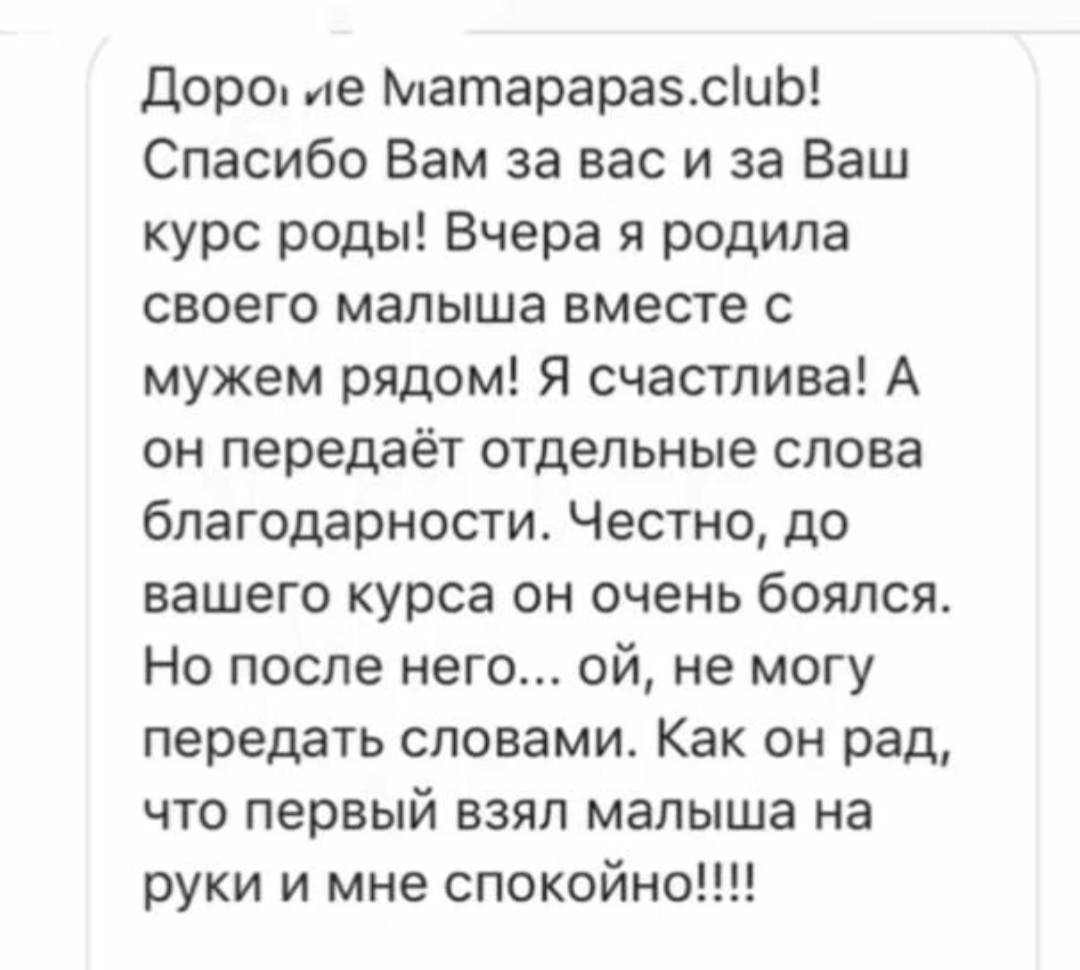 Дорогие Mamapapas.club!
Спасибо Вам за вас и за Ваш
курс роды! Вчера я родила
своего малыша вместе с
мужем рядом! Я счастлива! А
он передаёт отдельные слова
благодарности. Честно, до
вашего курса он очень боялся.
Но после него... ой, не могу
передать словами. Как он рад,
что первый взял малыша на
руки и мне спокойно!!!!